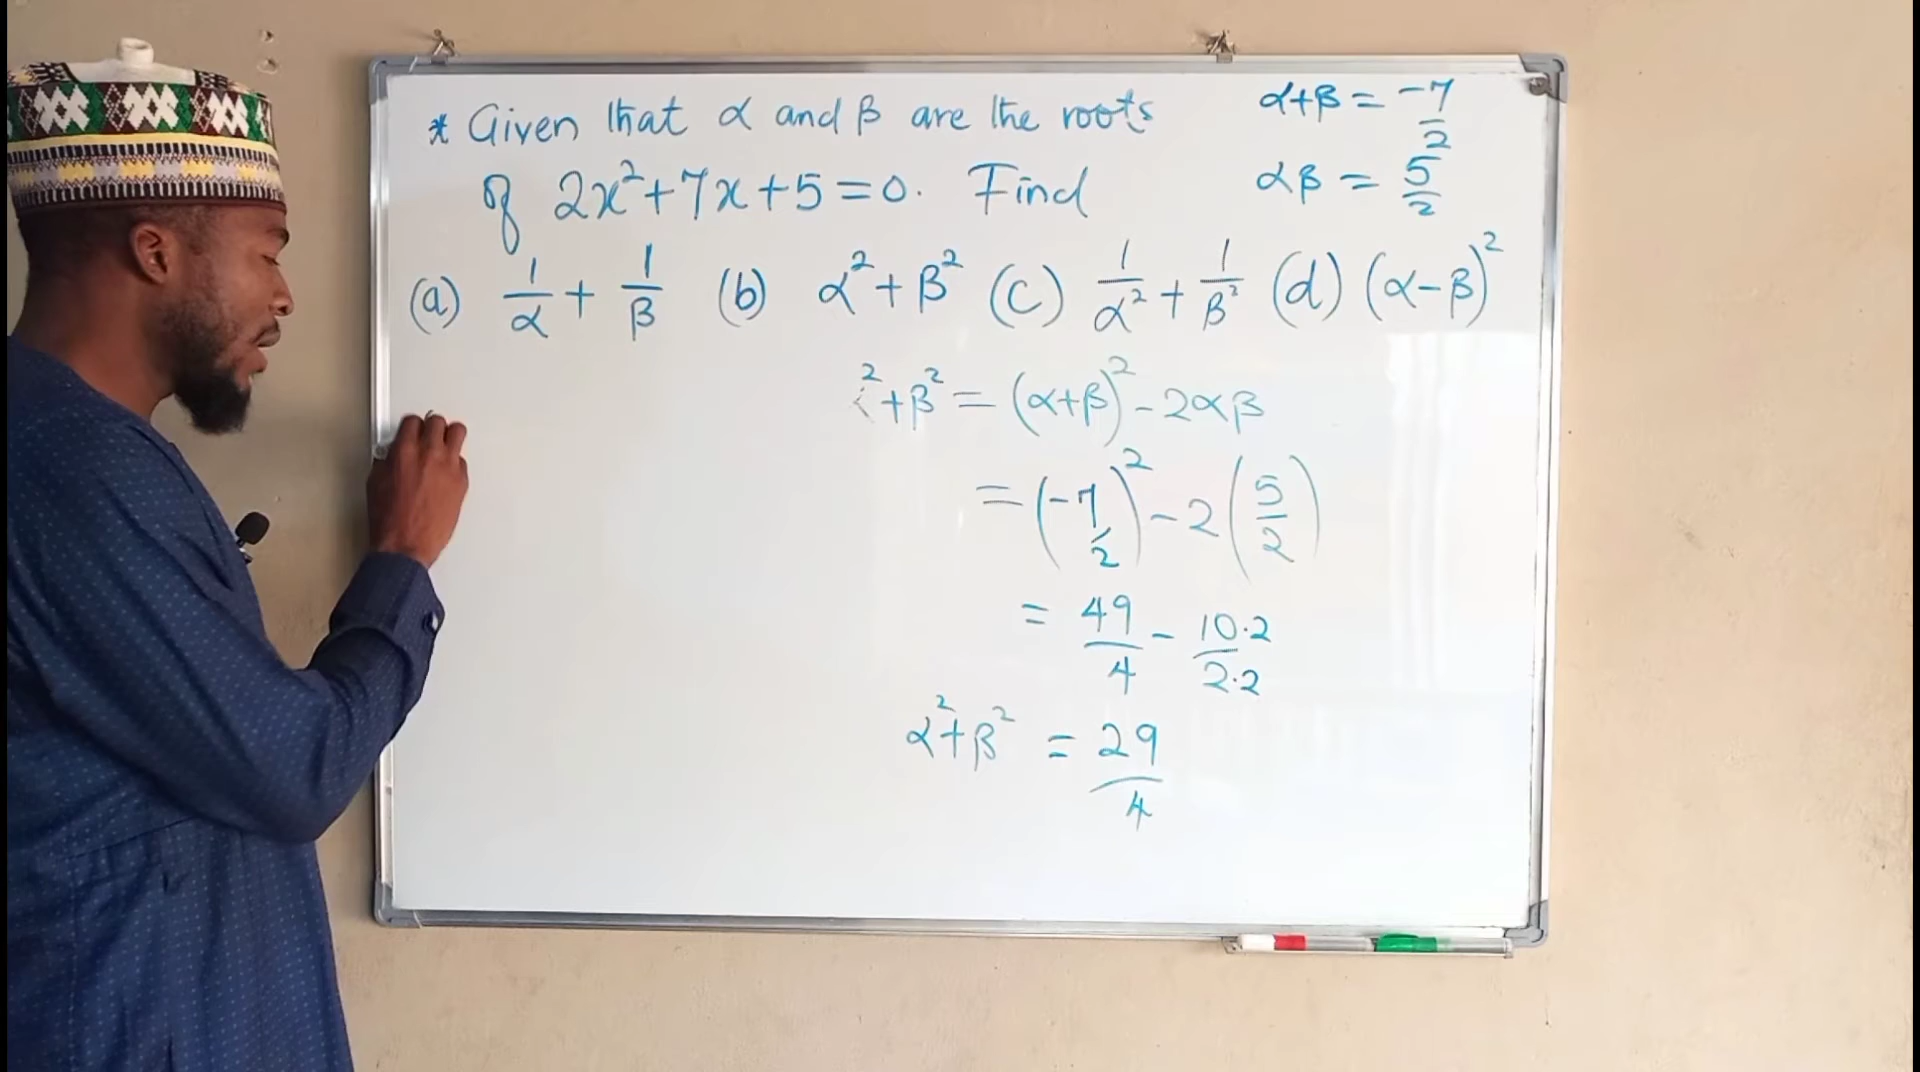 * Given that α and β are the roots
of 2x²+7x+5=0. Find
α+β = -7/2
αβ = 5/2
(a) 1/α + 1/β (b) α²+β² (c) 1/α² + 1/β² (d) (α-β)²
²+β² = (α+β)² - 2αβ
= (-7/2)² - 2(5/2)
= 49/4 - 10·2/2·2
α²+β² = 29/4